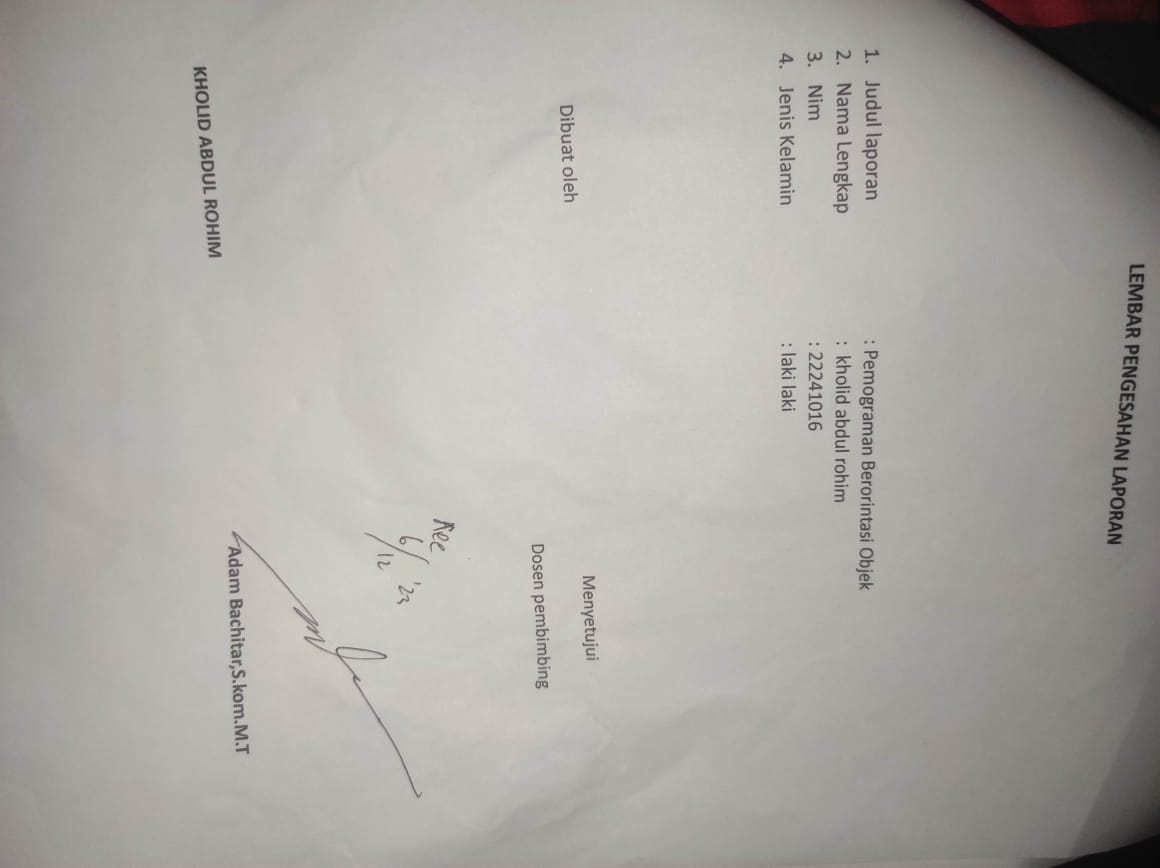 LEMBAR PENGESAHAN LAPORAN
1. Judul laporan : Pemograman Berorintasi Objek
2. Nama Lengkap : kholid abdul rohim
3. Nim : 22241016
4. Jenis Kelamin : laki laki
Menyetujui
Dibuat oleh
Dosen pembimbing
6/12 '23
KHOLID ABDUL ROHIM
Adam Bachitar,S.kom.M.T